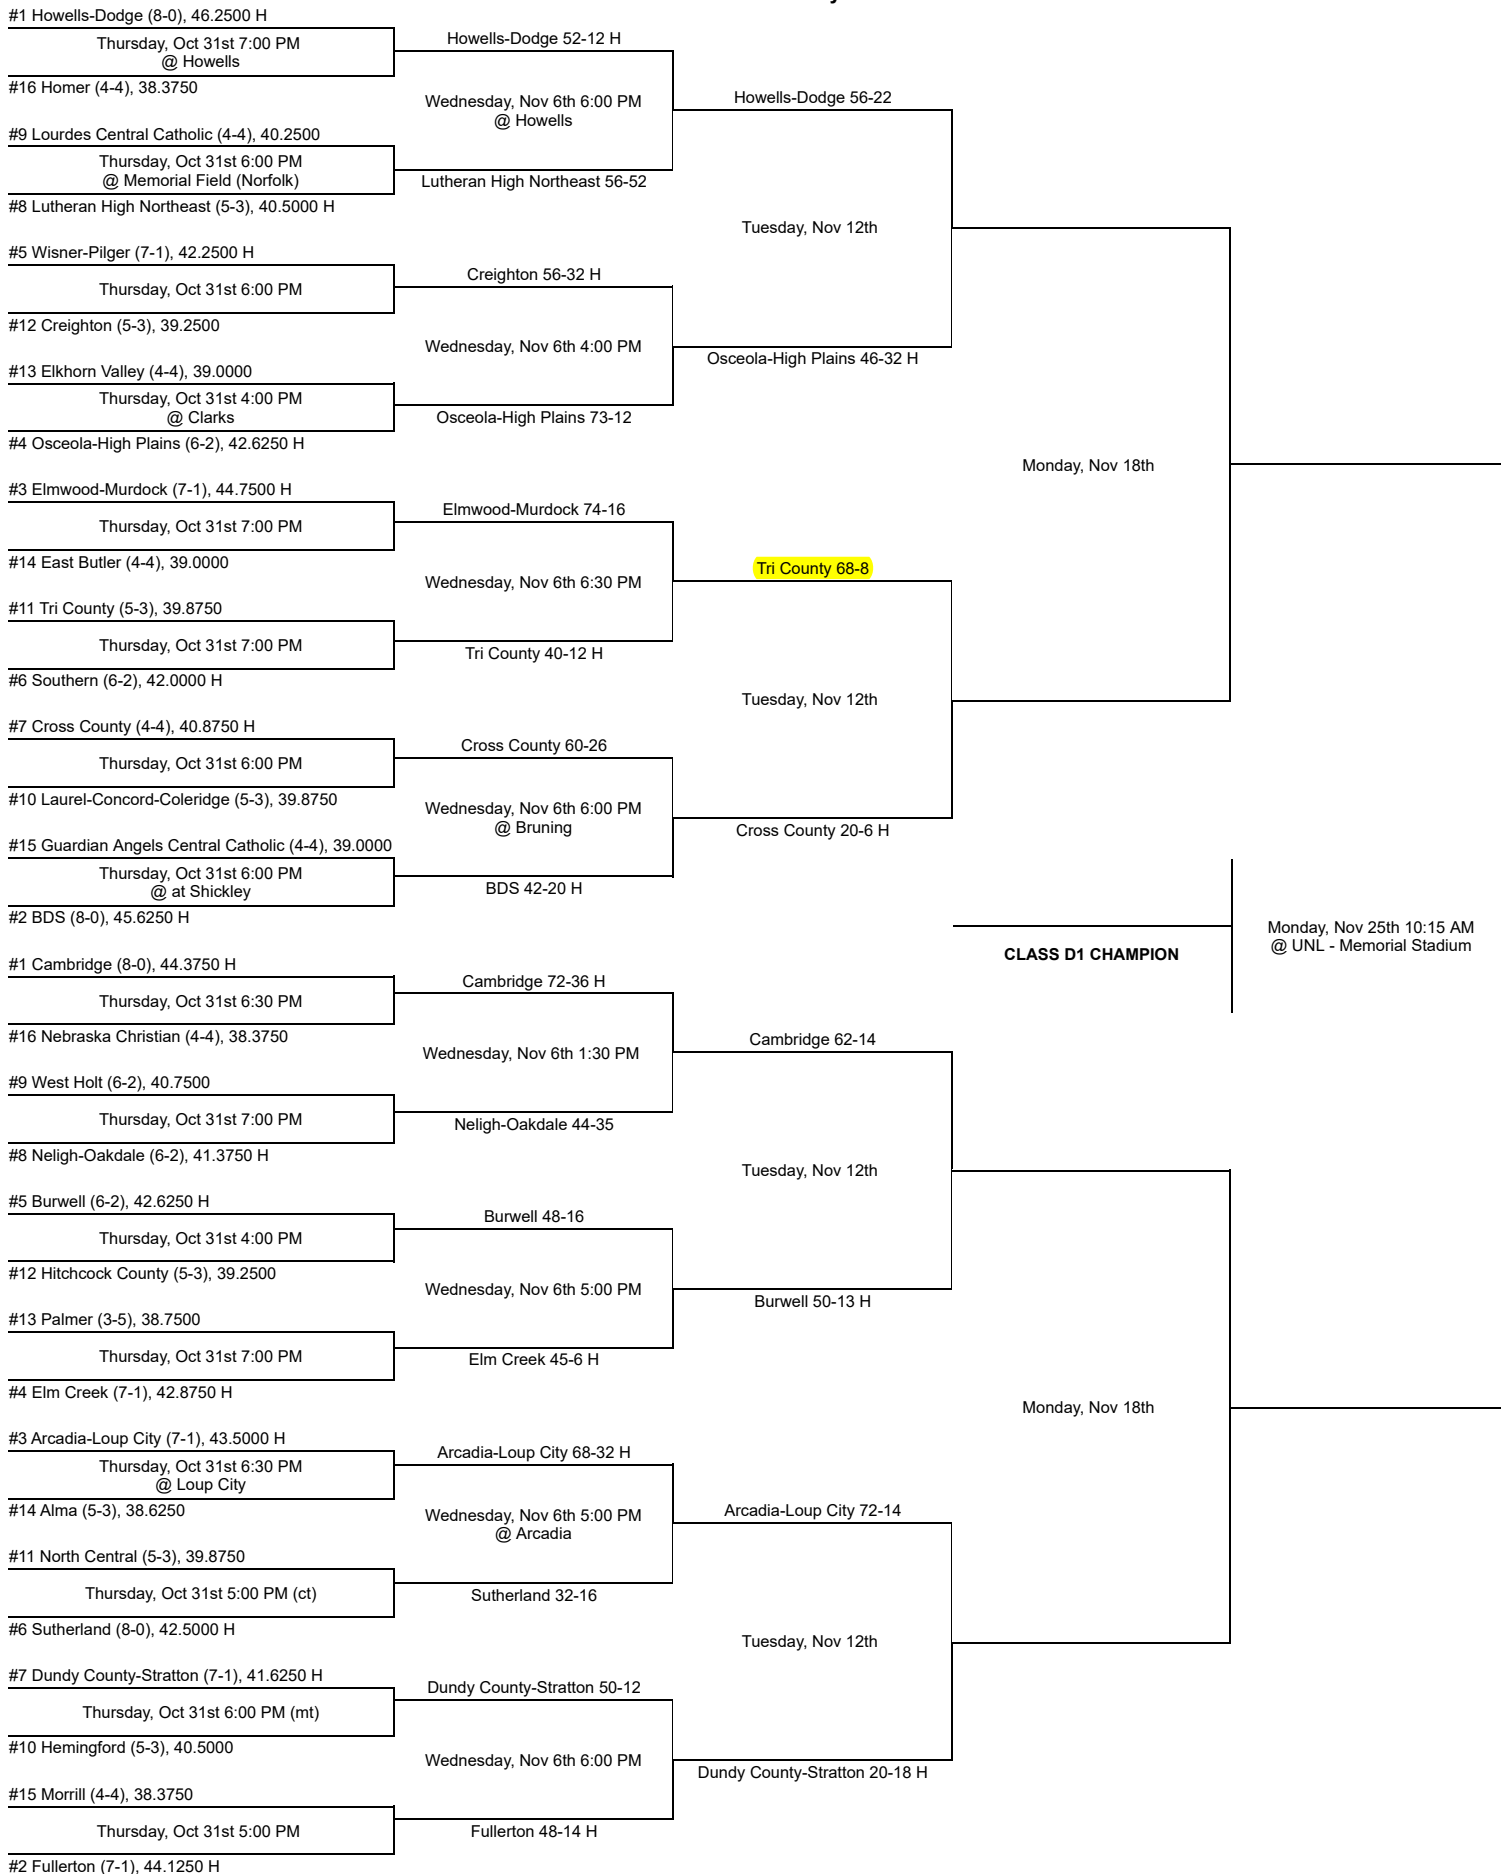 #1 Howells-Dodge (8-0), 46.2500 H
Thursday, Oct 31st 7:00 PM
@ Howells
#16 Homer (4-4), 38.3750
#9 Lourdes Central Catholic (4-4), 40.2500
Thursday, Oct 31st 6:00 PM
@ Memorial Field (Norfolk)
#8 Lutheran High Northeast (5-3), 40.5000 H
#5 Wisner-Pilger (7-1), 42.2500 H
Thursday, Oct 31st 6:00 PM
#12 Creighton (5-3), 39.2500
#13 Elkhorn Valley (4-4), 39.0000
Thursday, Oct 31st 4:00 PM
@ Clarks
#4 Osceola-High Plains (6-2), 42.6250 H
#3 Elmwood-Murdock (7-1), 44.7500 H
Thursday, Oct 31st 7:00 PM
#14 East Butler (4-4), 39.0000
#11 Tri County (5-3), 39.8750
Thursday, Oct 31st 7:00 PM
#6 Southern (6-2), 42.0000 H
#7 Cross County (4-4), 40.8750 H
Thursday, Oct 31st 6:00 PM
#10 Laurel-Concord-Coleridge (5-3), 39.8750
#15 Guardian Angels Central Catholic (4-4), 39.0000
Thursday, Oct 31st 6:00 PM
@ at Shickley
#2 BDS (8-0), 45.6250 H
#1 Cambridge (8-0), 44.3750 H
Thursday, Oct 31st 6:30 PM
#16 Nebraska Christian (4-4), 38.3750
#9 West Holt (6-2), 40.7500
Thursday, Oct 31st 7:00 PM
#8 Neligh-Oakdale (6-2), 41.3750 H
#5 Burwell (6-2), 42.6250 H
Thursday, Oct 31st 4:00 PM
#12 Hitchcock County (5-3), 39.2500
#13 Palmer (3-5), 38.7500
Thursday, Oct 31st 7:00 PM
#4 Elm Creek (7-1), 42.8750 H
#3 Arcadia-Loup City (7-1), 43.5000 H
Thursday, Oct 31st 6:30 PM
@ Loup City
#14 Alma (5-3), 38.6250
#11 North Central (5-3), 39.8750
Thursday, Oct 31st 5:00 PM (ct)
#6 Sutherland (8-0), 42.5000 H
#7 Dundy County-Stratton (7-1), 41.6250 H
Thursday, Oct 31st 6:00 PM (mt)
#10 Hemingford (5-3), 40.5000
#15 Morrill (4-4), 38.3750
Thursday, Oct 31st 5:00 PM
#2 Fullerton (7-1), 44.1250 H
Howells-Dodge 52-12 H
Wednesday, Nov 6th 6:00 PM
@ Howells
Lutheran High Northeast 56-52
Creighton 56-32 H
Wednesday, Nov 6th 4:00 PM
Osceola-High Plains 73-12
Elmwood-Murdock 74-16
Wednesday, Nov 6th 6:30 PM
Tri County 40-12 H
Cross County 60-26
Wednesday, Nov 6th 6:00 PM
@ Bruning
BDS 42-20 H
Cambridge 72-36 H
Wednesday, Nov 6th 1:30 PM
Neligh-Oakdale 44-35
Burwell 48-16
Wednesday, Nov 6th 5:00 PM
Elm Creek 45-6 H
Arcadia-Loup City 68-32 H
Wednesday, Nov 6th 5:00 PM
@ Arcadia
Sutherland 32-16
Dundy County-Stratton 50-12
Wednesday, Nov 6th 6:00 PM
Fullerton 48-14 H
Howells-Dodge 56-22
Tuesday, Nov 12th
Osceola-High Plains 46-32 H
Tri County 68-8
Tuesday, Nov 12th
Cross County 20-6 H
Cambridge 62-14
Tuesday, Nov 12th
Burwell 50-13 H
Arcadia-Loup City 72-14
Tuesday, Nov 12th
Dundy County-Stratton 20-18 H
Monday, Nov 18th
CLASS D1 CHAMPION
Monday, Nov 18th
Monday, Nov 25th 10:15 AM
@ UNL - Memorial Stadium